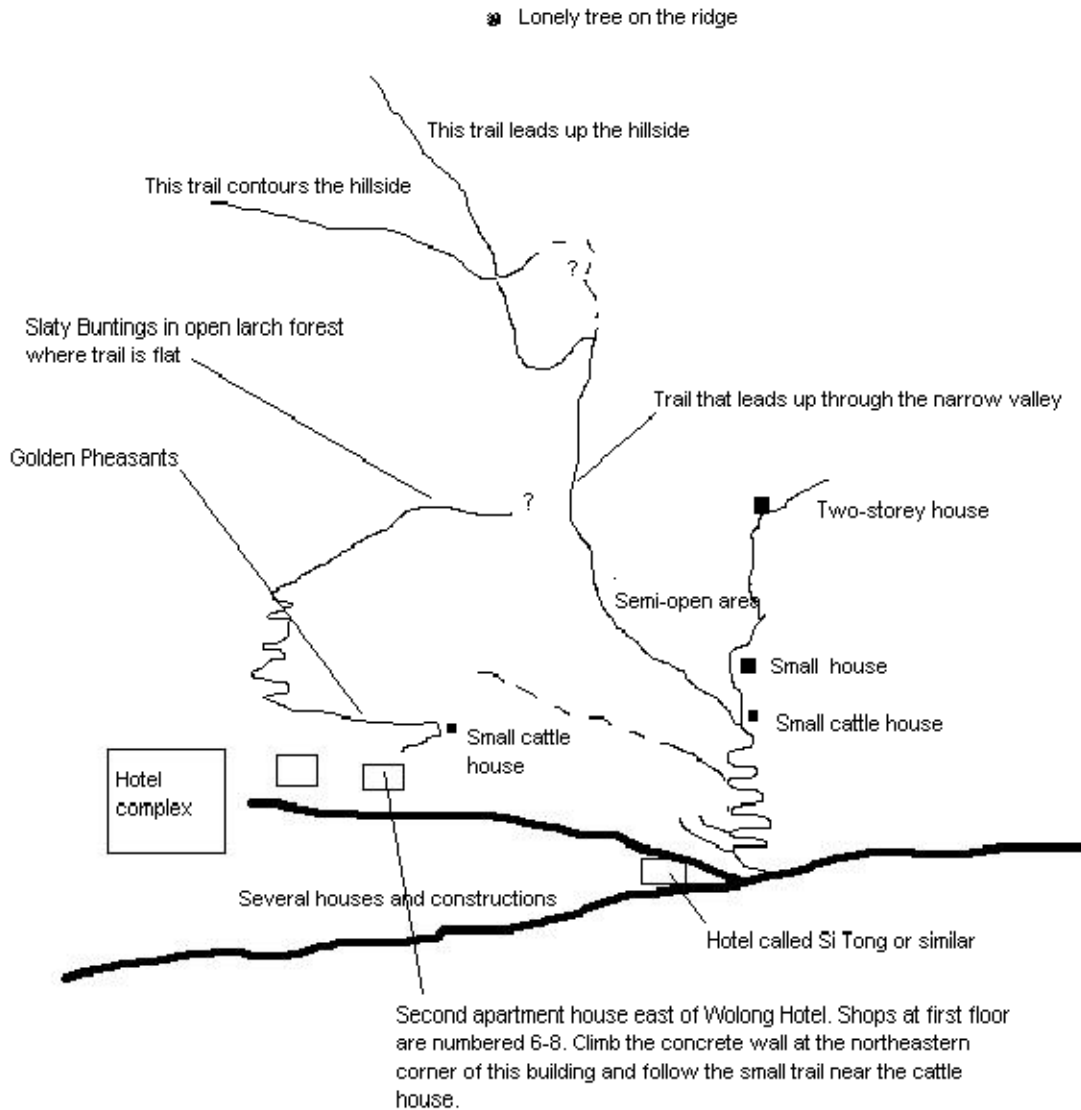 Lonely tree on the ridge
This trail leads up the hillside
This trail contours the hillside
?
Slaty Buntings in open larch forest
where trail is flat
Trail that leads up through the narrow valley
Golden Pheasants
?
Two-storey house
Semi-open area
Small house
Small cattle house
Small cattle
house
Hotel
complex
Several houses and constructions
Hotel called Si Tong or similar
Second apartment house east of Wolong Hotel. Shops at first floor
are numbered 6-8. Climb the concrete wall at the northeastern
corner of this building and follow the small trail near the cattle
house.